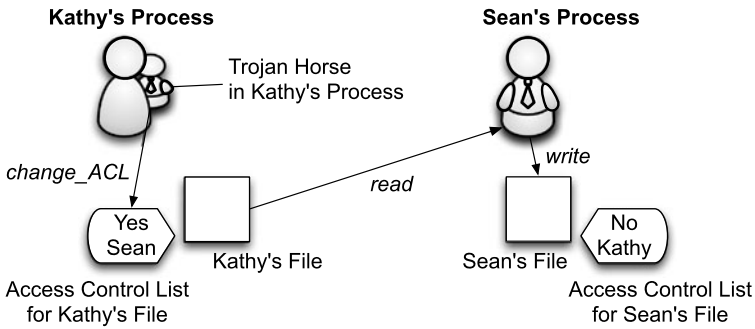 Kathy's Process
Sean's Process
Trojan Horse
in Kathy's Process
change_ACL
read
write
Yes
Sean
Kathy's File
Sean's File
No
Kathy
Access Control List
for Kathy's File
Access Control List
for Sean's File